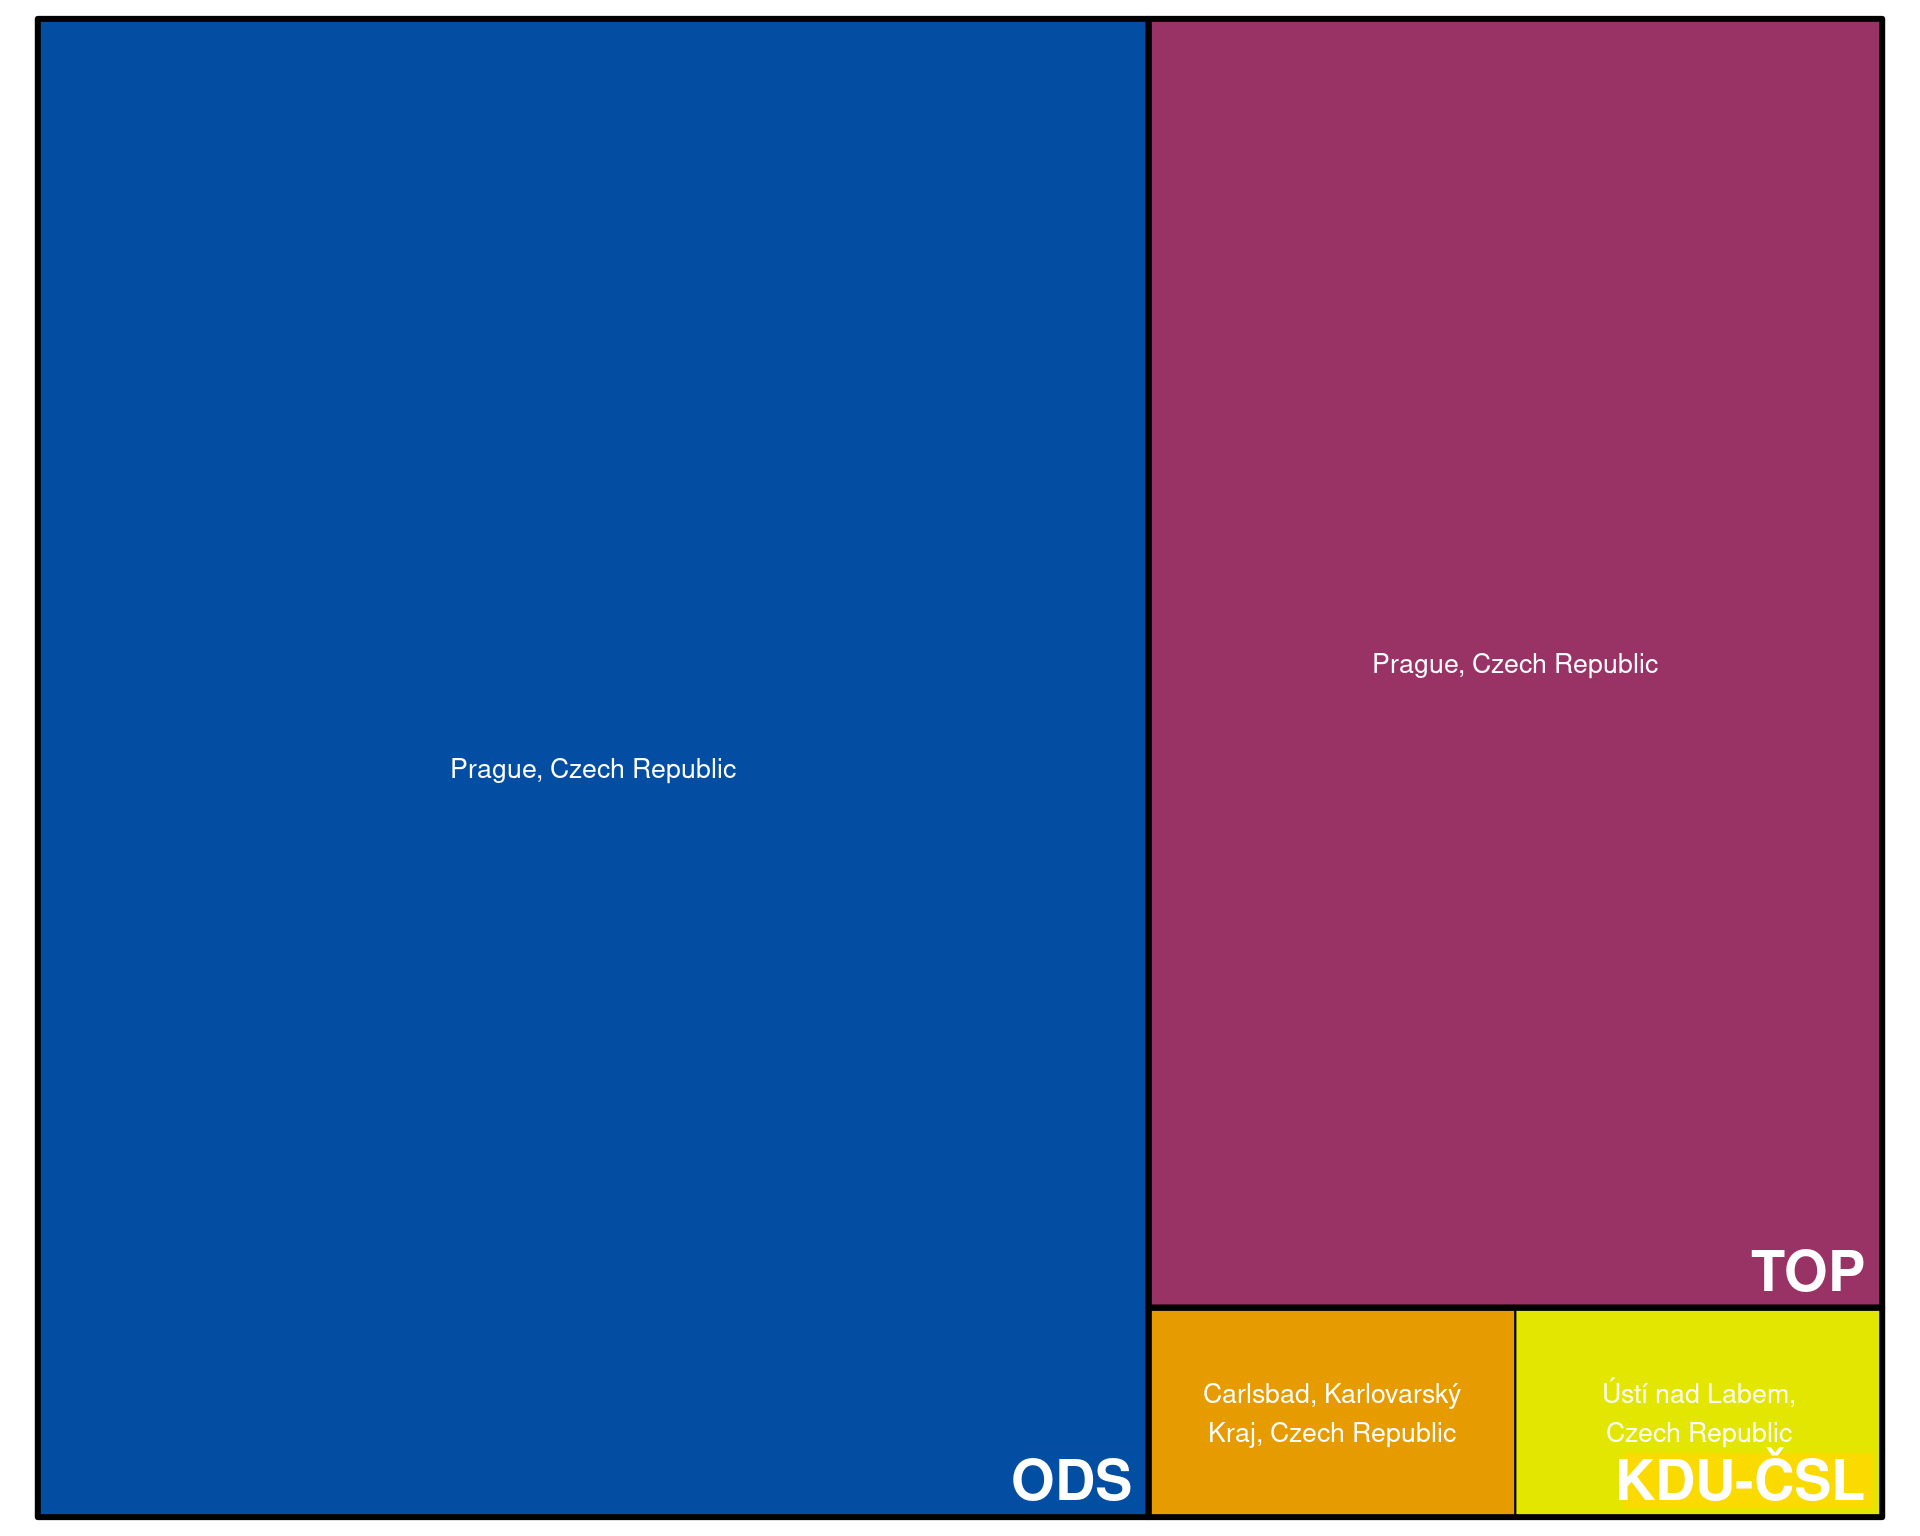 Prague, Czech Republic
ODS
Prague, Czech Republic
TOP
Carlsbad, Karlovarský
Kraj, Czech Republic
Ústí nad Labem,
Czech Republic
KDU-ČSL